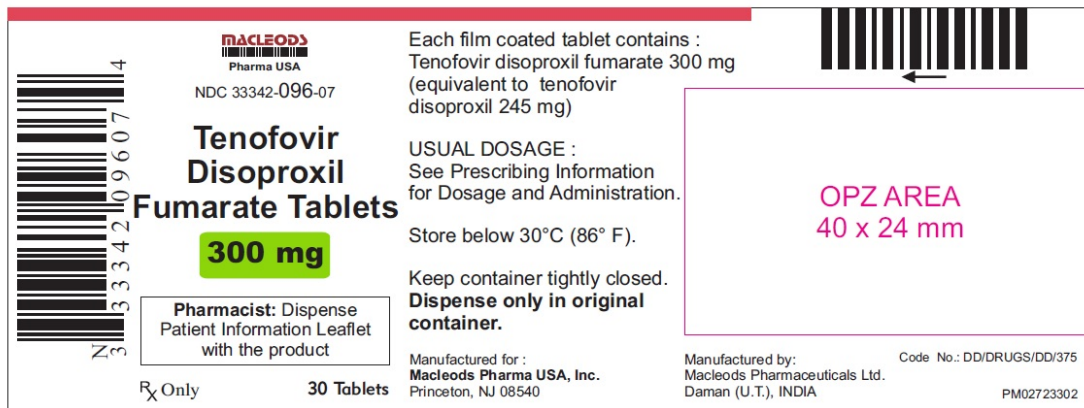 MACLEODS
Pharma USA
NDC 33342-096-07
Tenofovir
Disoproxil
Fumarate Tablets
300 mg
Pharmacist: Dispense
Patient Information Leaflet
with the product
Rx Only
30 Tablets
N
3
33342 09607
4
Each film coated tablet contains :
Tenofovir disoproxil fumarate 300 mg
(equivalent to tenofovir
disoproxil 245 mg)
USUAL DOSAGE :
See Prescribing Information
for Dosage and Administration.
Store below 30°C (86° F).
Keep container tightly closed.
Dispense only in original
container.
Manufactured for :
Macleods Pharma USA, Inc.
Princeton, NJ 08540
OPZ AREA
40 x 24 mm
Manufactured by:
Macleods Pharmaceuticals Ltd.
Daman (U.T.), INDIA
Code No.: DD/DRUGS/DD/375
PM02723302